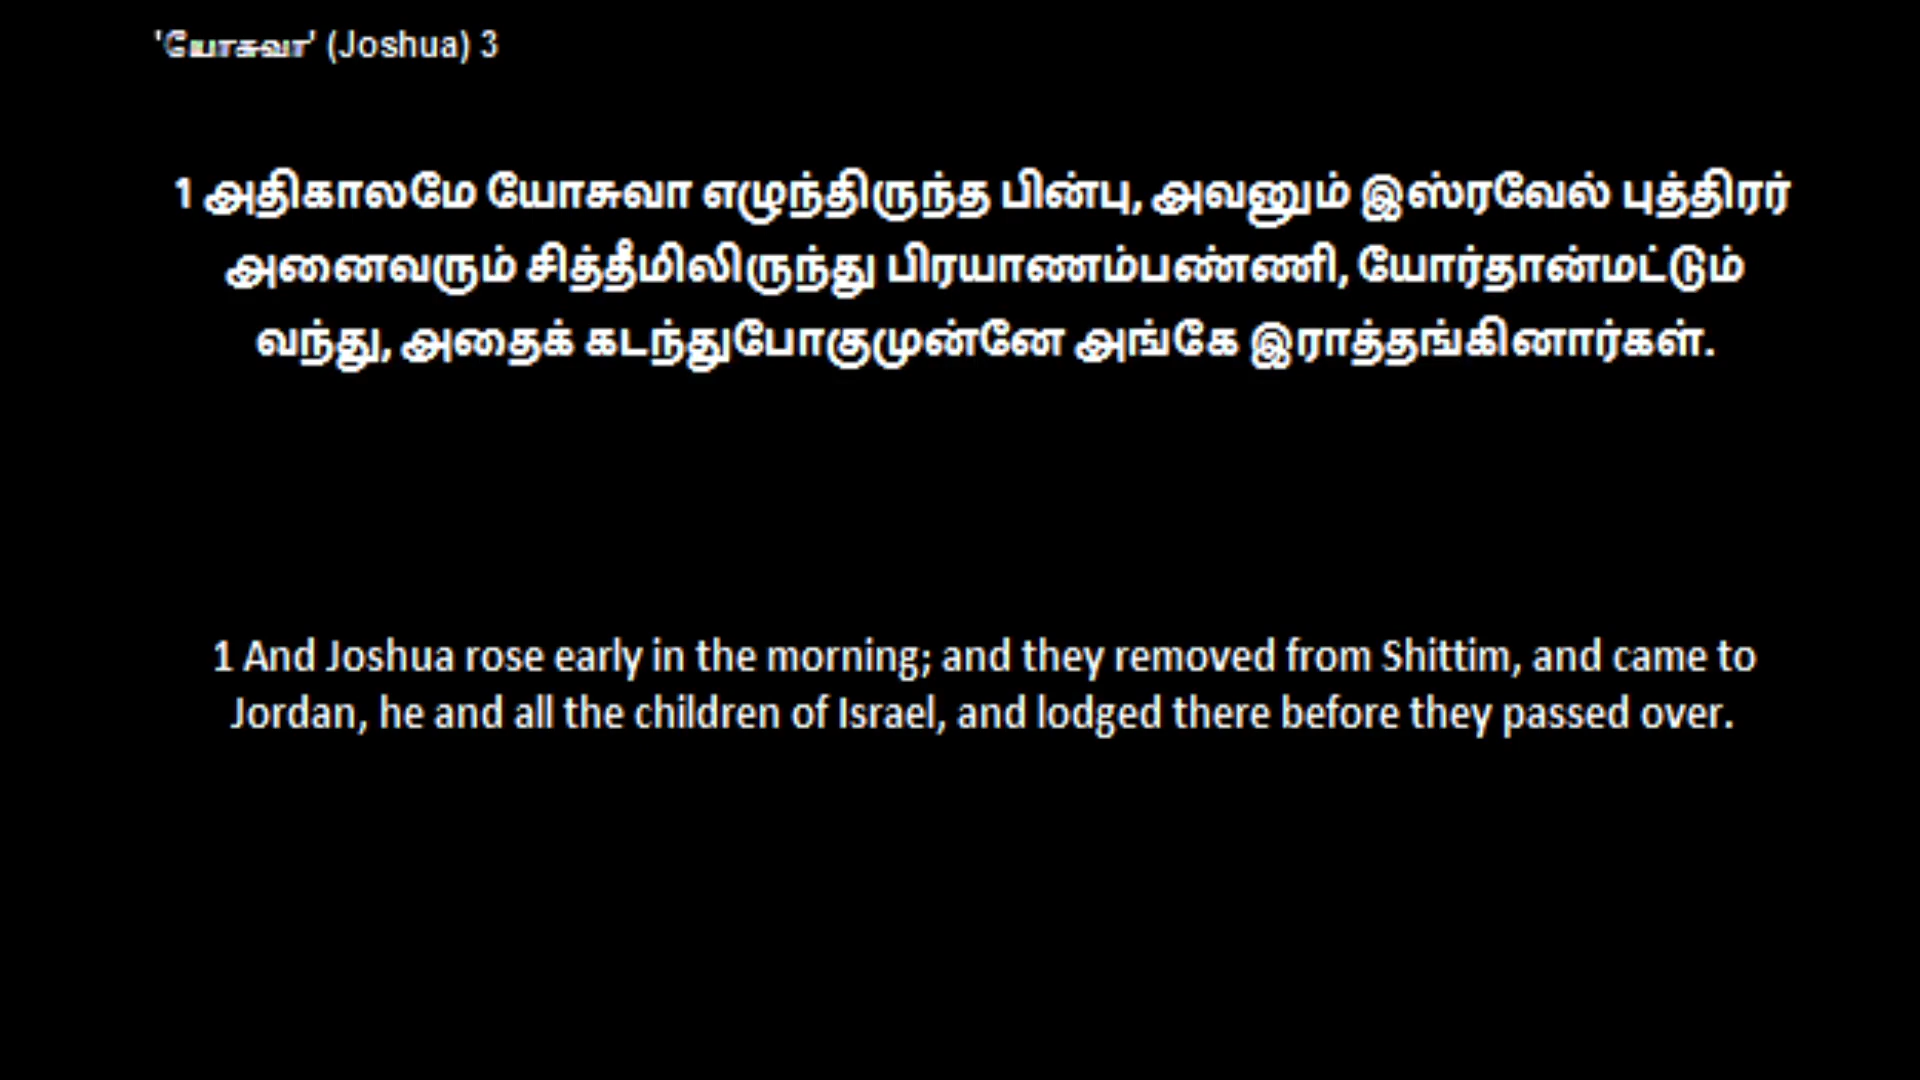 'யோசுவா' (Joshua) 3
1 அதிகாலமே யோசுவா எழுந்திருந்த பின்பு, அவனும் இஸ்ரவேல் புத்திரர்
அனைவரும் சித்தீமிலிருந்து பிரயாணம்பண்ணி, யோர்தான்மட்டும்
வந்து, அதைக் கடந்துபோகுமுன்னே அங்கே இராத்தங்கினார்கள்.
1 And Joshua rose early in the morning; and they removed from Shittim, and came to
Jordan, he and all the children of Israel, and lodged there before they passed over.